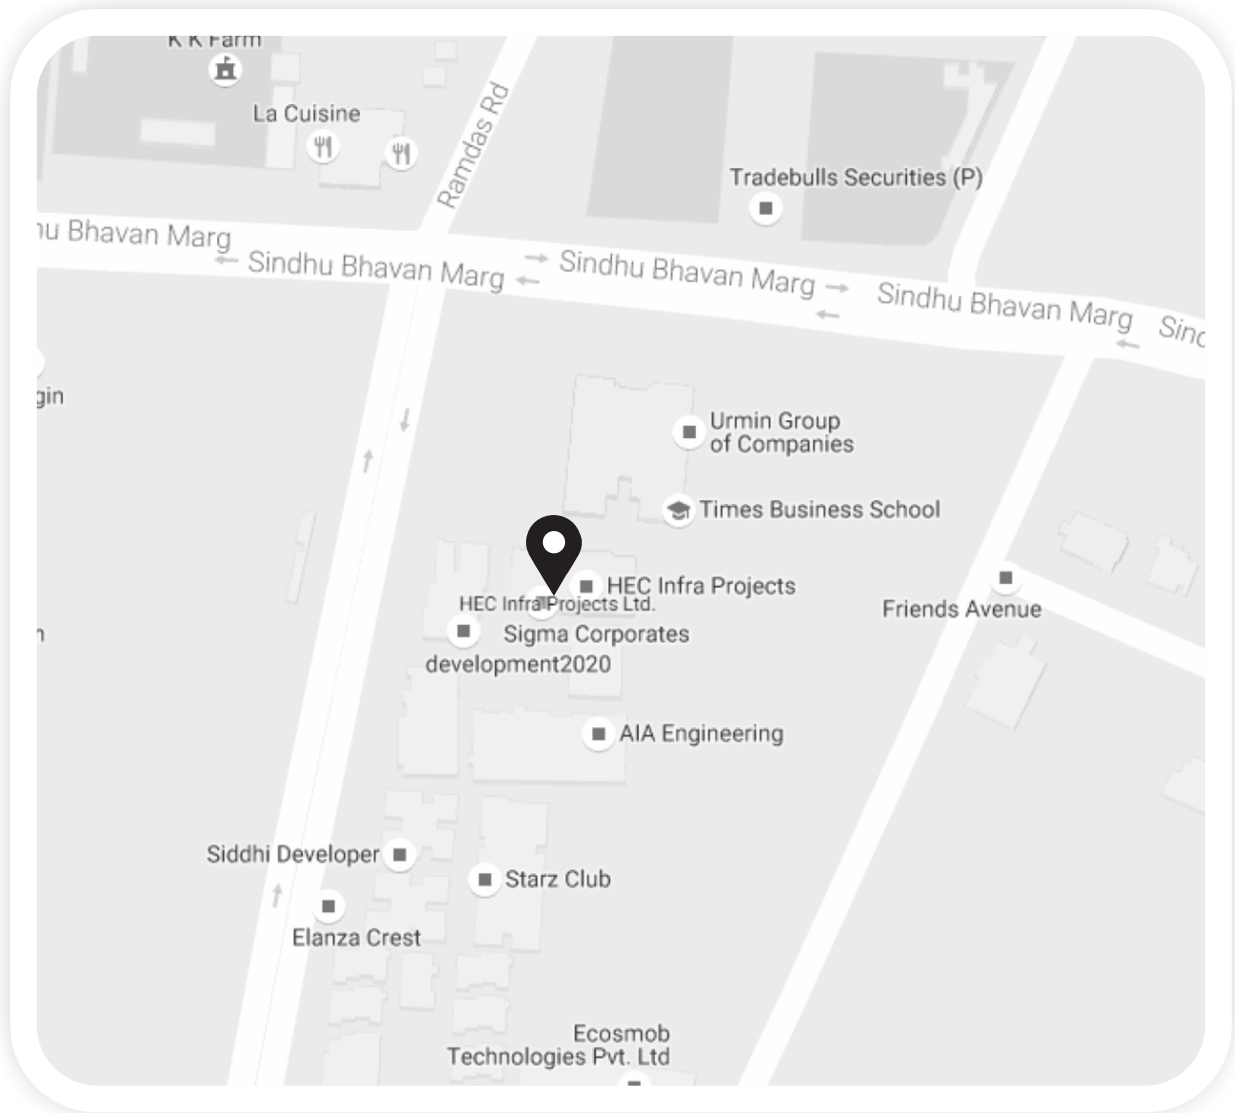 K K Farm
La Cuisine
Ramdas Rd
Tradebulls Securities (P)
Bhavan Marg
Sindhu Bhavan Marg
Sindhu Bhavan Marg
Sindhu Bhavan Marg
Urmin Group
of Companies
Times Business School
HEC Infra Projects
HEC Infra Projects Ltd.
Sigma Corporates
development2020
Friends Avenue
AIA Engineering
Siddhi Developer
Starz Club
Elanza Crest
Ecosmob
Technologies Pvt. Ltd